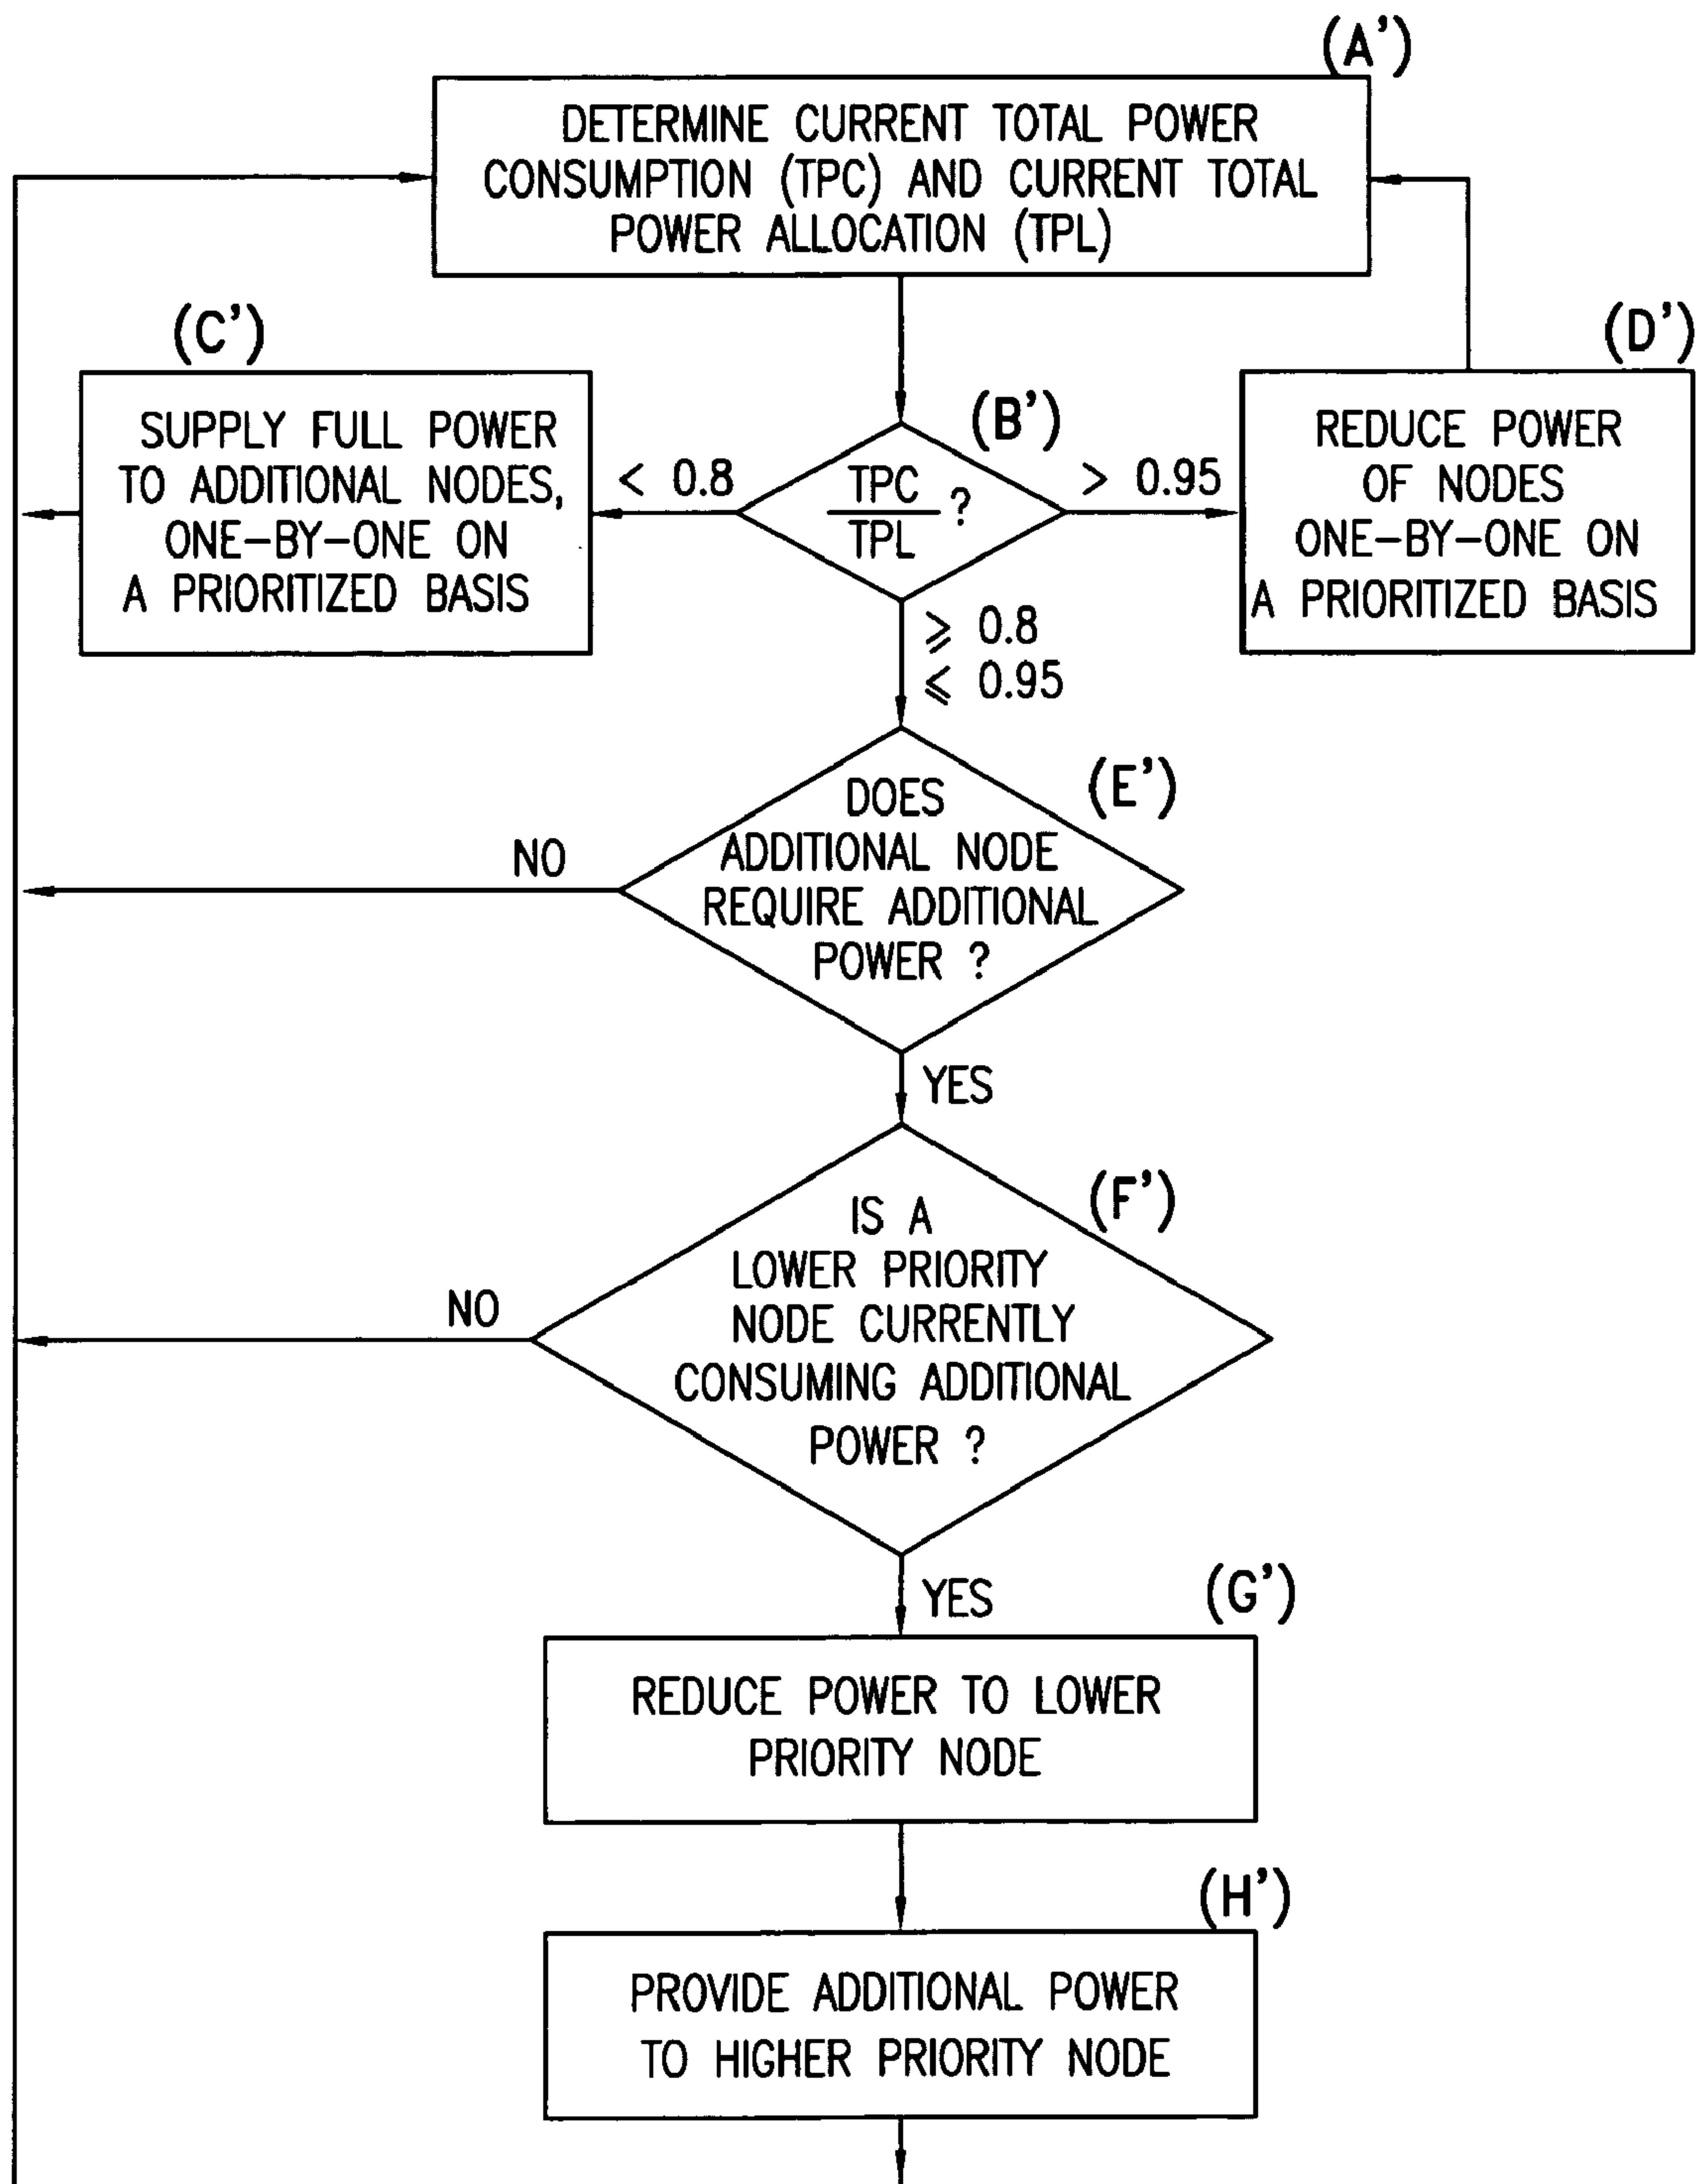 (A')
DETERMINE CURRENT TOTAL POWER
CONSUMPTION (TPC) AND CURRENT TOTAL
POWER ALLOCATION (TPL)
(C')
SUPPLY FULL POWER
TO ADDITIONAL NODES,
ONE-BY-ONE ON
A PRIORITIZED BASIS
< 0.8
(B')
TPC
TPL
?
> 0.95
(D')
REDUCE POWER
OF NODES
ONE-BY-ONE ON
A PRIORITIZED BASIS
⩾ 0.8
⩽ 0.95
(E')
DOES
ADDITIONAL NODE
REQUIRE ADDITIONAL
POWER ?
NO
YES
(F')
IS A
LOWER PRIORITY
NODE CURRENTLY
CONSUMING ADDITIONAL
POWER ?
NO
YES
(G')
REDUCE POWER TO LOWER
PRIORITY NODE
(H')
PROVIDE ADDITIONAL POWER
TO HIGHER PRIORITY NODE